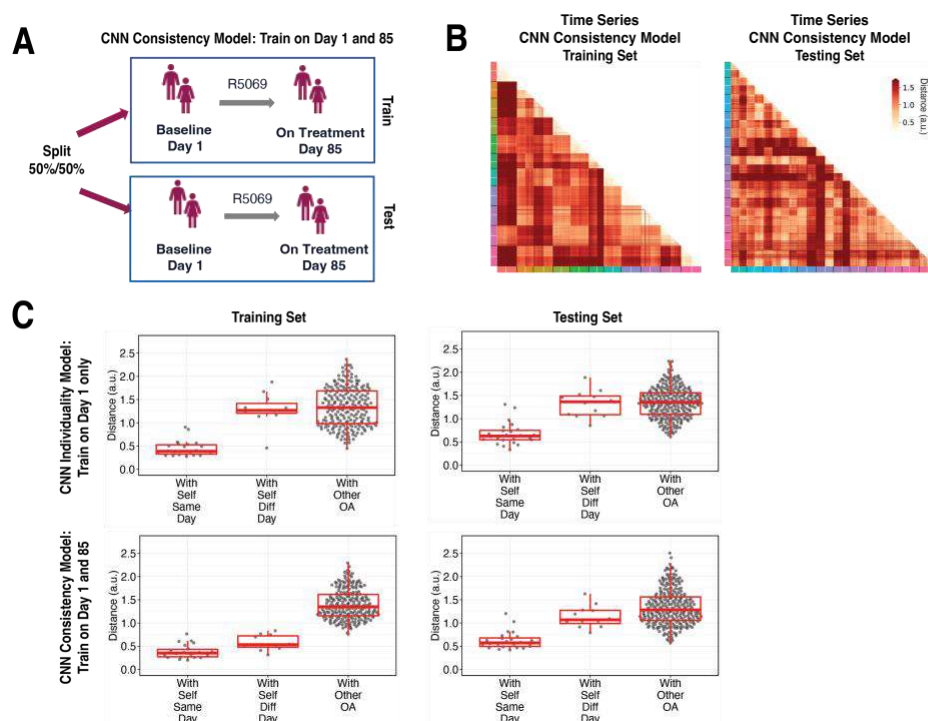 A
CNN Consistency Model: Train on Day 1 and 85
R5069
Baseline
Day 1
On Treatment
Day 85
Train
Split
50%/50%
R5069
Baseline
Day 1
On Treatment
Day 85
Test
B
Time Series
CNN Consistency Model
Training Set
Time Series
CNN Consistency Model
Testing Set
Distance (a.u.)
1.5
1.0
0.5
C
Training Set
Testing Set
CNN Individuality Model:
Train on Day 1 only
Distance (a.u.)
2.5
2.0
1.5
1.0
0.5
0.0
With
Self
Same
Day
With
Self
Diff
Day
With
Other
OA
Distance (a.u.)
2.5
2.0
1.5
1.0
0.5
0.0
With
Self
Same
Day
With
Self
Diff
Day
With
Other
OA
CNN Consistency Model:
Train on Day 1 and 85
Distance (a.u.)
2.5
2.0
1.5
1.0
0.5
0.0
With
Self
Same
Day
With
Self
Diff
Day
With
Other
OA
Distance (a.u.)
2.5
2.0
1.5
1.0
0.5
0.0
With
Self
Same
Day
With
Self
Diff
Day
With
Other
OA